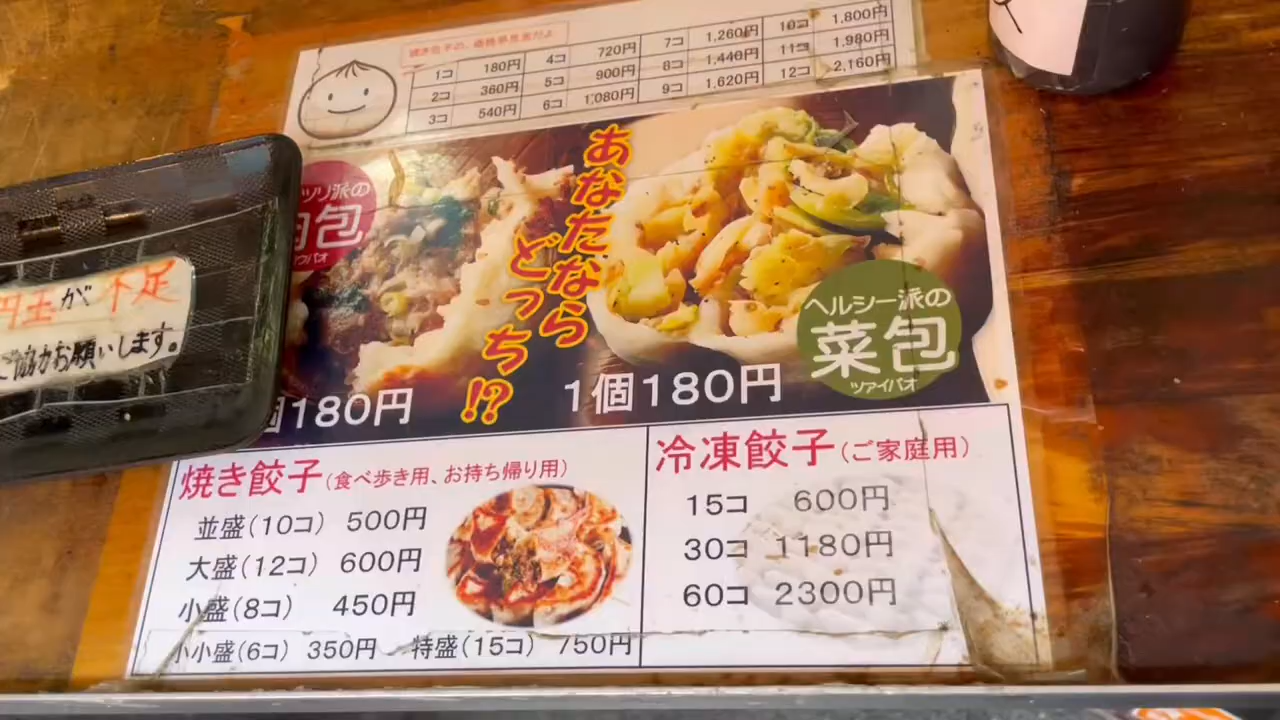 1コ 180円 4コ 720円 7コ 1,260円 10コ 1,800円
2コ 360円 5コ 900円 8コ 1,440円 11コ 1,980円
3コ 540円 6コ 1,080円 9コ 1,620円 12コ 2,160円
ツリ派の
肉包
あなたなら
どっち!?
ヘルシー派の
菜包
ツァイパオ
個180円
1個180円
円玉が不足
ご協力お願いします。
焼き餃子(食べ歩き用、お持ち帰り用)
並盛(10コ) 500円
大盛(12コ) 600円
小盛(8コ) 450円
小小盛(6コ) 350円 特盛(15コ) 750円
冷凍餃子(ご家庭用)
15コ 600円
30コ 1180円
60コ 2300円